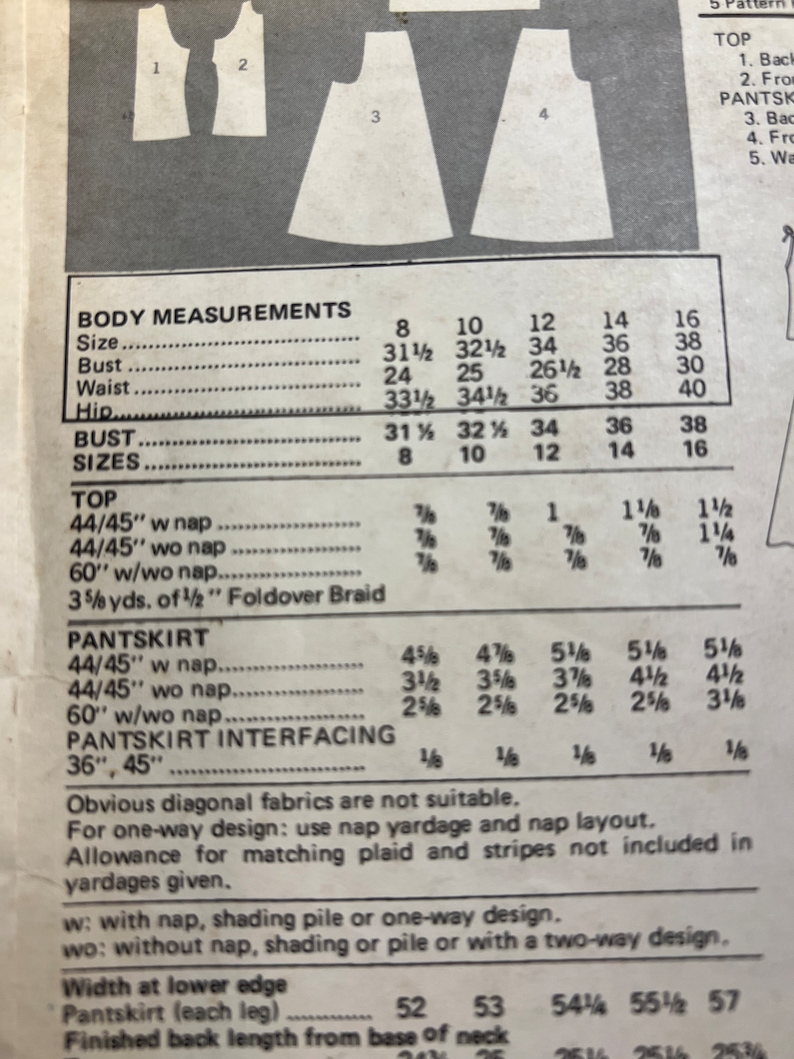 5 Pattern
TOP
1.
2.
PANTSK
3.
4.
5.
1
2
3
4
BODY MEASUREMENTS
Size 8 10 12 14 16
Bust 31½ 32½ 34 36 38
Waist 24 25 26½ 28 30
Hip 33½ 34½ 36 38 40
BUST 31 ½ 32 ½ 34 36 38
SIZES 8 10 12 14 16
TOP
44/45" w nap ⅞ ⅞ 1 1⅛ 1½
44/45" wo nap ⅞ ⅞ ⅞ ⅞ 1¼
60" w/wo nap ⅞ ⅞ ⅞ ⅞ ⅞
3⅝ yds. of ½" Foldover Braid
PANTSKIRT
44/45" w nap 4⅝ 4⅞ 5⅛ 5⅛ 5⅛
44/45" wo nap 3½ 3⅝ 3⅞ 4½ 4½
60" w/wo nap 2⅝ 2⅝ 2⅝ 2⅝ 3⅛
PANTSKIRT INTERFACING
36", 45" ⅛ ⅛ ⅛ ⅛ ⅛
Obvious diagonal fabrics are not suitable.
For one-way design: use nap yardage and nap layout.
Allowance for matching plaid and stripes not included in
yardages given.
w: with nap, shading pile or one-way design.
wo: without nap, shading or pile or with a two-way design.
Width at lower edge
Pantskirt (each leg) 52 53 54¼ 55½ 57
Finished back length from base of neck